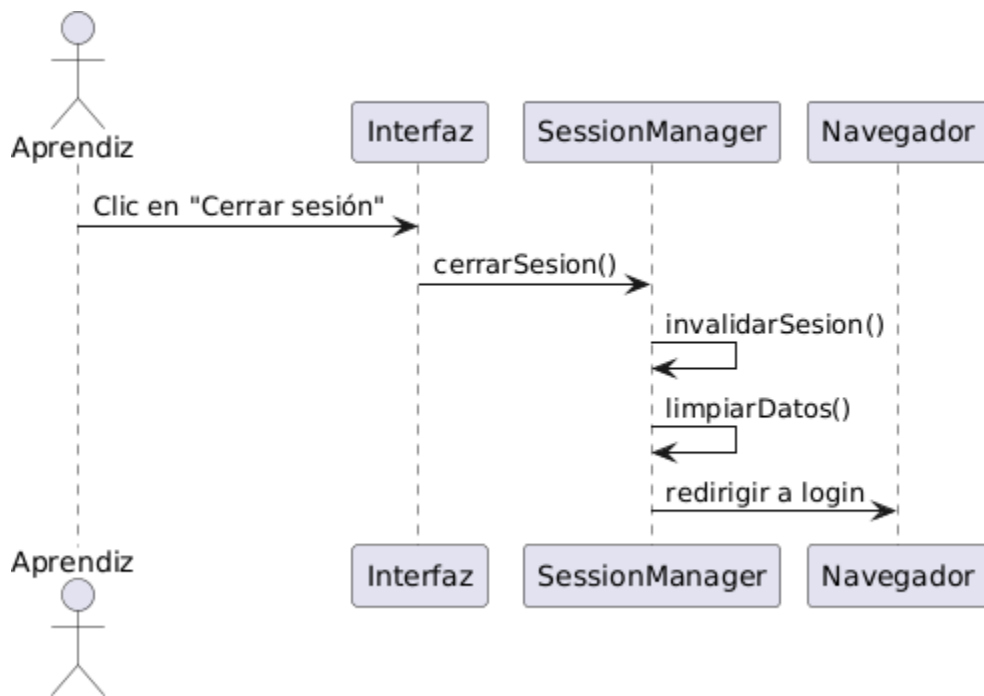 Aprendiz
Interfaz
SessionManager
Navegador
Clic en "Cerrar sesión"
cerrarSesion()
invalidarSesion()
limpiarDatos()
redirigir a login
Aprendiz
Interfaz
SessionManager
Navegador